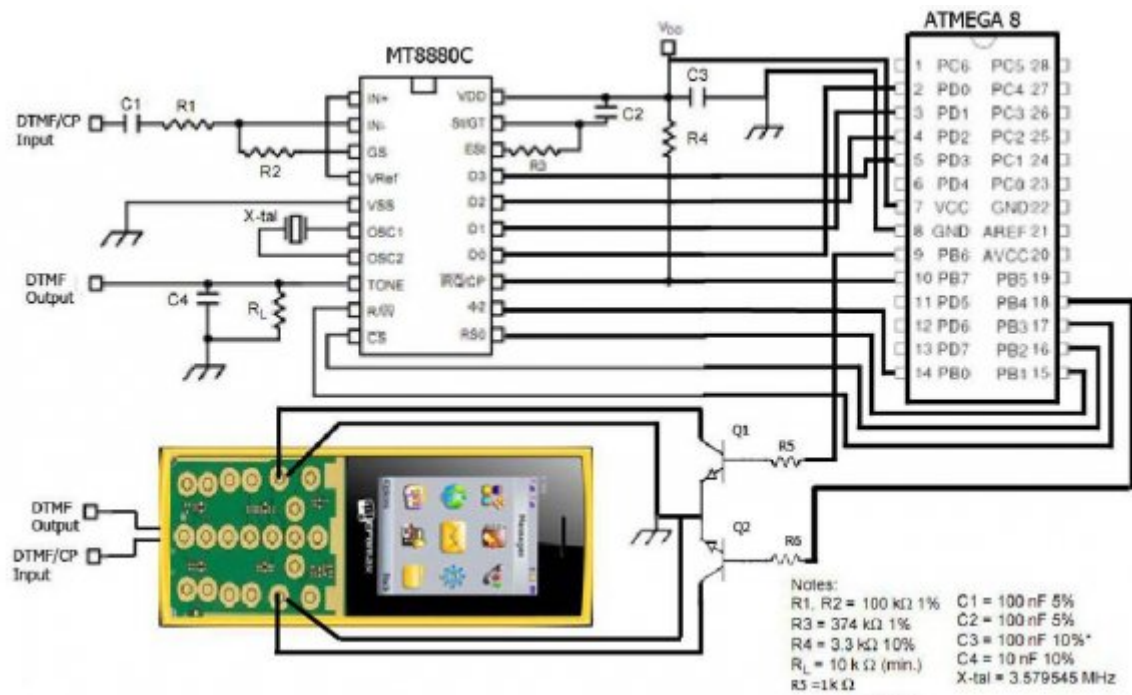 ATMEGA 8
VDD
MT8880C
C3
C1
R1
DTMF/CP
Input
R2
C2
R3
R4
IN+
IN-
GS
VRef
VSS
OSC1
OSC2
TONE
R/W
CS
VDD
St/GT
ESt
D3
D2
D1
D0
IRQ/CP
Φ2
RS0
X-tal
DTMF
Output
C4
RL
1 PC6 PC5 28
2 PD0 PC4 27
3 PD1 PC3 26
4 PD2 PC2 25
5 PD3 PC1 24
6 PD4 PC0 23
7 VCC GND 22
8 GND AREF 21
9 PB6 AVCC 20
10 PB7 PB5 19
11 PD5 PB4 18
12 PD6 PB3 17
13 PD7 PB2 16
14 PB0 PB1 15
Q1
R5
Q2
R6
DTMF
Output
DTMF/CP
Input
Messages
Options
Back
Notes:
R1, R2 = 100 kΩ 1%
R3 = 374 kΩ 1%
R4 = 3.3 kΩ 10%
RL = 10 k Ω (min.)
R5 =1k Ω
C1 = 100 nF 5%
C2 = 100 nF 5%
C3 = 100 nF 10%*
C4 = 10 nF 10%
X-tal = 3.579545 MHz